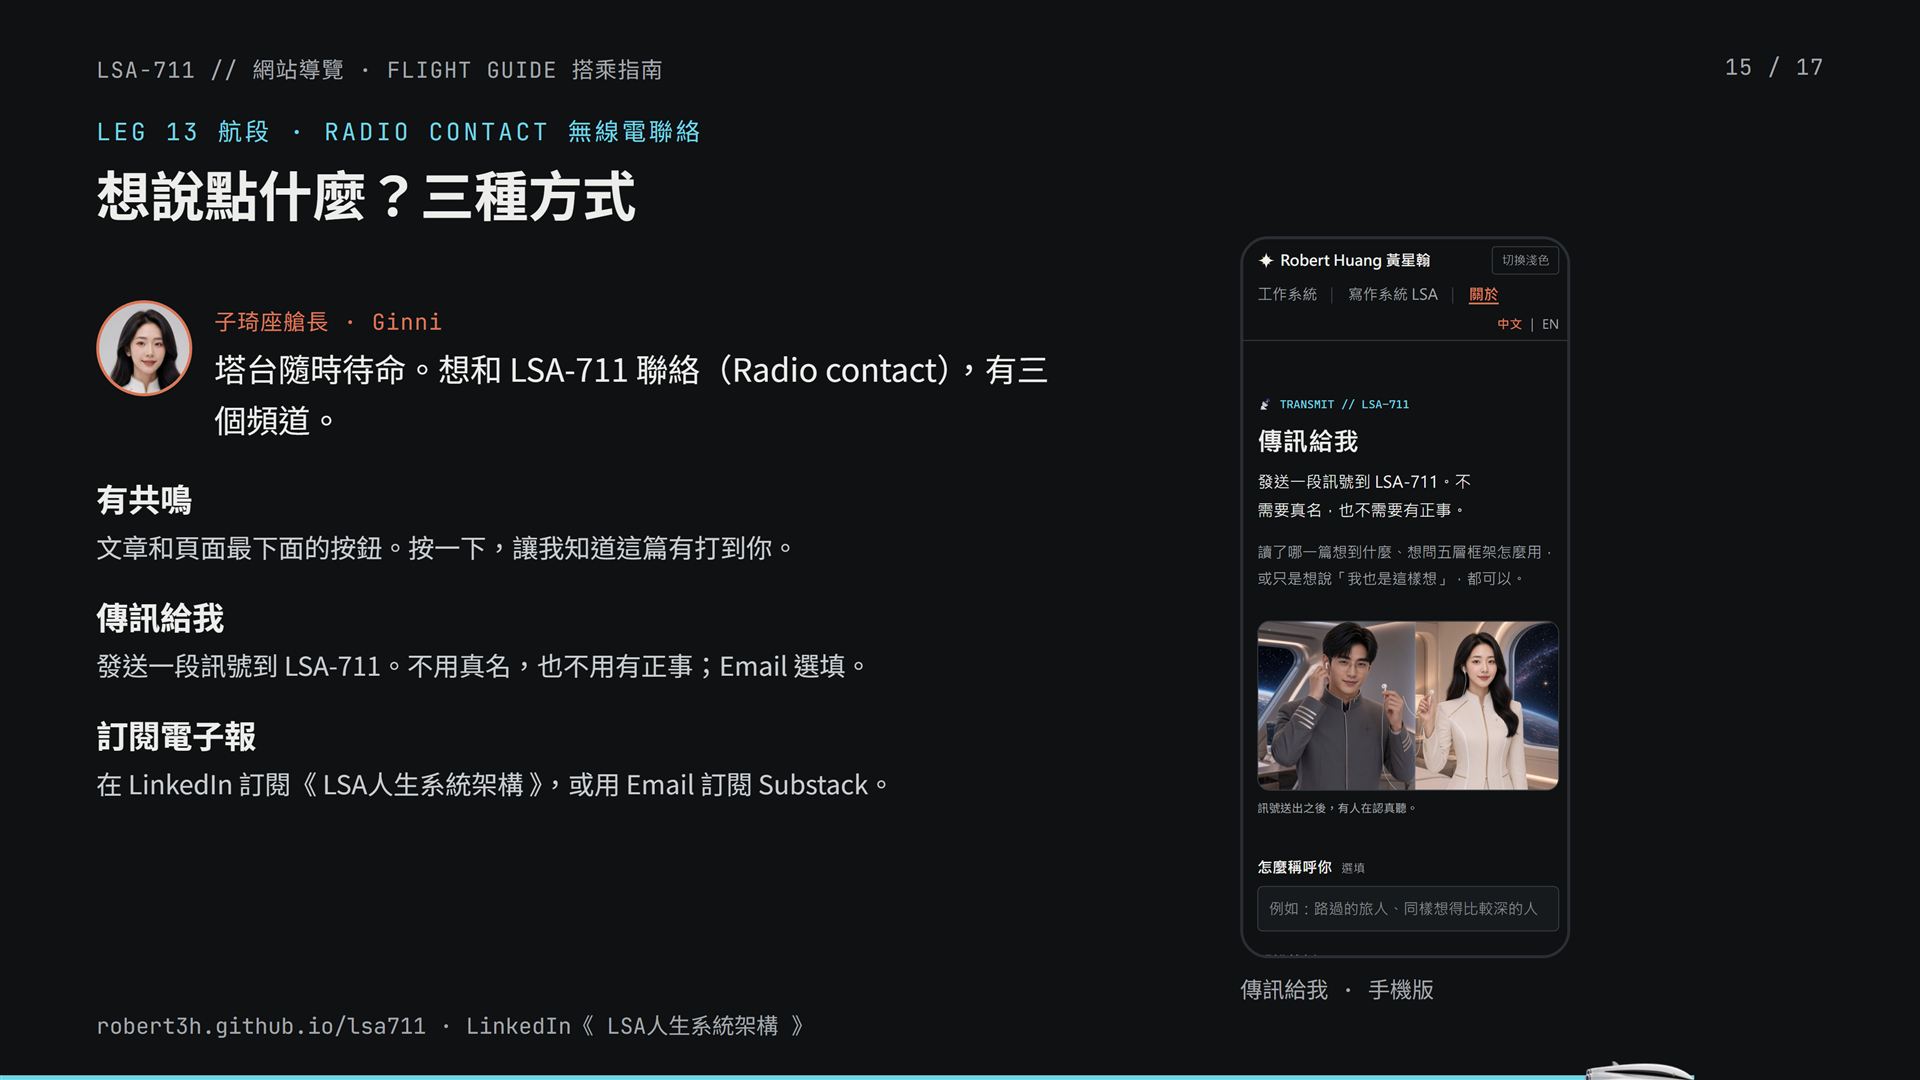 LSA-711 // 網站導覽 · FLIGHT GUIDE 搭乘指南
15 / 17
LEG 13 航段 · RADIO CONTACT 無線電聯絡
想說點什麼？三種方式
子琦座艙長 · Ginni
塔台隨時待命。想和 LSA-711 聯絡（Radio contact），有三
個頻道。
有共鳴
文章和頁面最下面的按鈕。按一下，讓我知道這篇有打到你。
傳訊給我
發送一段訊號到 LSA-711。不用真名，也不用有正事；Email 選填。
訂閱電子報
在 LinkedIn 訂閱《 LSA人生系統架構 》，或用 Email 訂閱 Substack。
Robert Huang 黃星翰
切換淺色
工作系統 | 寫作系統 LSA | 關於
中文 | EN
TRANSMIT // LSA-711
傳訊給我
發送一段訊號到 LSA-711。不
需要真名，也不需要有正事。
讀了哪一篇想到什麼、想問五層框架怎麼用，
或只是想說「我也是這樣想」，都可以。
訊號送出之後，有人在認真聽。
怎麼稱呼你 選填
例如：路過的旅人、同樣想得比較深的人
傳訊給我 · 手機版
robert3h.github.io/lsa711 · LinkedIn《 LSA人生系統架構 》